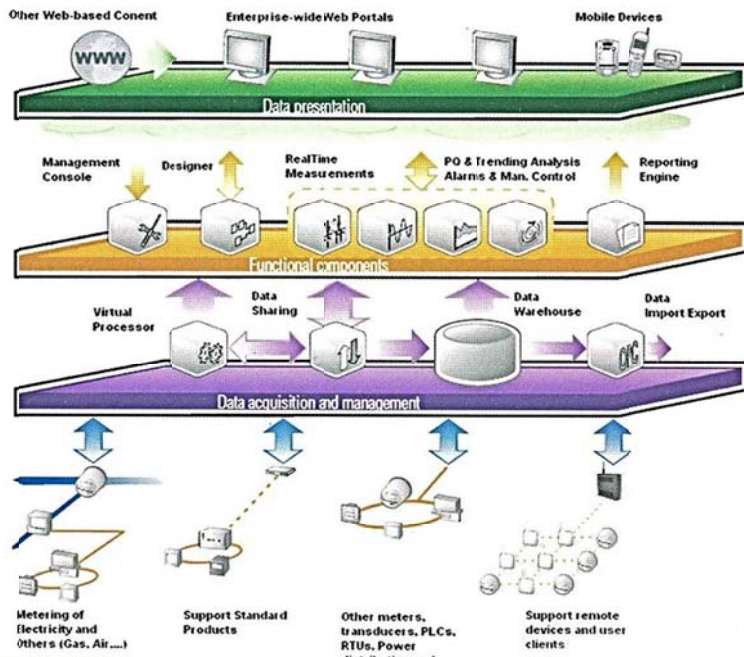 Other Web-based Conent
Enterprise-wide Web Portals
Mobile Devices
WWW
Data presentation
Management
Console
Designer
RealTime
Measurements
PQ & Trending Analysis
Alarms & Man. Control
Reporting
Engine
Functional components
Virtual
Processor
Data
Sharing
Data
Warehouse
Data
Import Export
OPC
Data acquisition and management
Metering of
Electricity and
Others (Gas, Air,....)
Support Standard
Products
Other meters,
transducers, PLCs,
RTUs, Power
Support remote
devices and user
clients